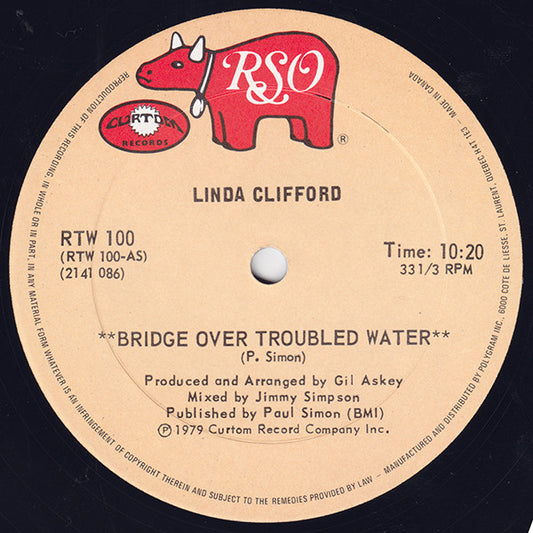 RSO
CURTOM
RECORDS
®
LINDA CLIFFORD
RTW 100
(RTW 100-AS)
(2141 086)
Time: 10:20
33 1/3 RPM
**BRIDGE OVER TROUBLED WATER**
(P. Simon)
Produced and Arranged by Gil Askey
Mixed by Jimmy Simpson
Published by Paul Simon (BMI)
Ⓟ 1979 Curtom Record Company Inc.
REPRODUCTION OF THIS RECORDING, IN WHOLE OR IN PART, IN ANY MATERIAL FORM WHATEVER IS AN INFRINGEMENT OF COPYRIGHT THEREIN AND SUBJECT TO THE REMEDIES PROVIDED BY LAW – MANUFACTURED AND DISTRIBUTED BY POLYGRAM INC. 6000 COTE DE LIESSE, ST. LAURENT, QUEBEC H4T 1E3 – MADE IN CANADA